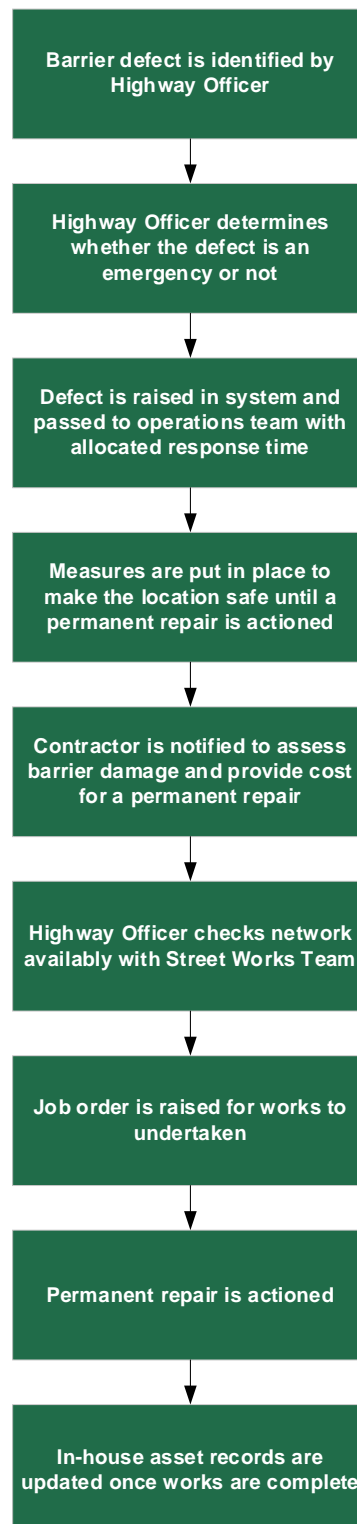 Barrier defect is identified by
Highway Officer
Highway Officer determines
whether the defect is an
emergency or not
Defect is raised in system and
passed to operations team with
allocated response time
Measures are put in place to
make the location safe until a
permanent repair is actioned
Contractor is notified to assess
barrier damage and provide cost
for a permanent repair
Highway Officer checks network
availably with Street Works Team
Job order is raised for works to
undertaken
Permanent repair is actioned
In-house asset records are
updated once works are complete